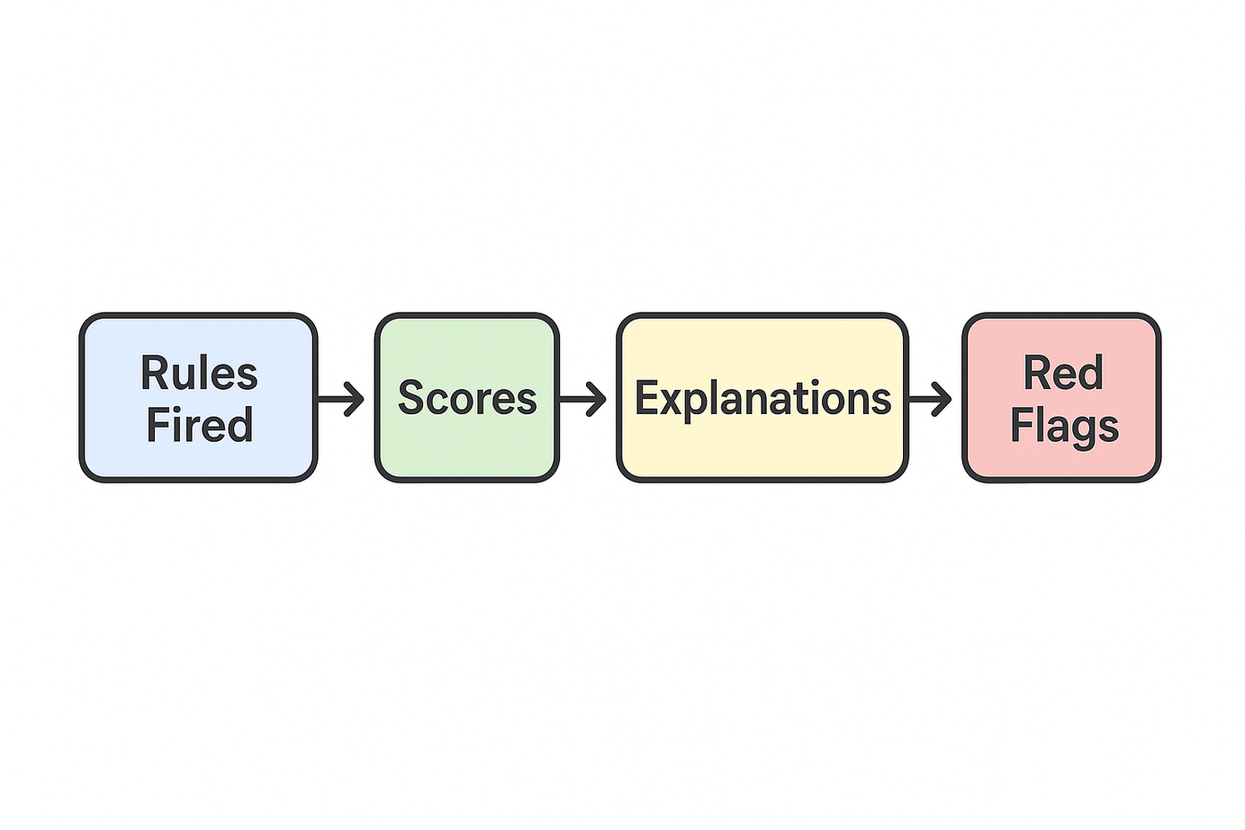 Rules
Fired
Scores
Explanations
Red
Flags